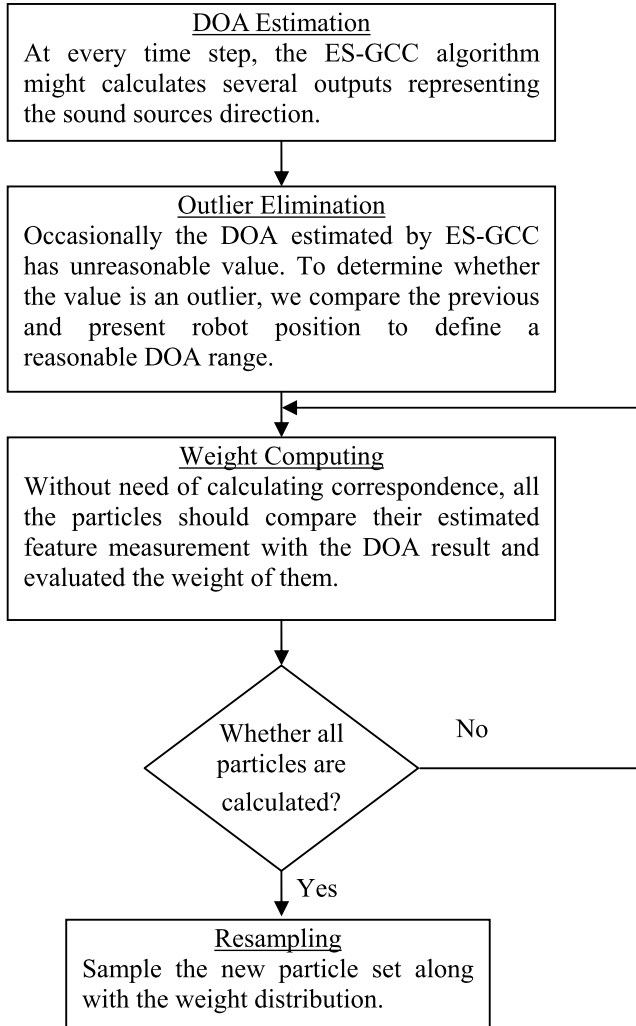 DOA Estimation
At every time step, the ES-GCC algorithm
might calculates several outputs representing
the sound sources direction.
Outlier Elimination
Occasionally the DOA estimated by ES-GCC
has unreasonable value. To determine whether
the value is an outlier, we compare the previous
and present robot position to define a
reasonable DOA range.
Weight Computing
Without need of calculating correspondence, all
the particles should compare their estimated
feature measurement with the DOA result and
evaluated the weight of them.
Whether all
particles are
calculated?
No
Yes
Resampling
Sample the new particle set along
with the weight distribution.